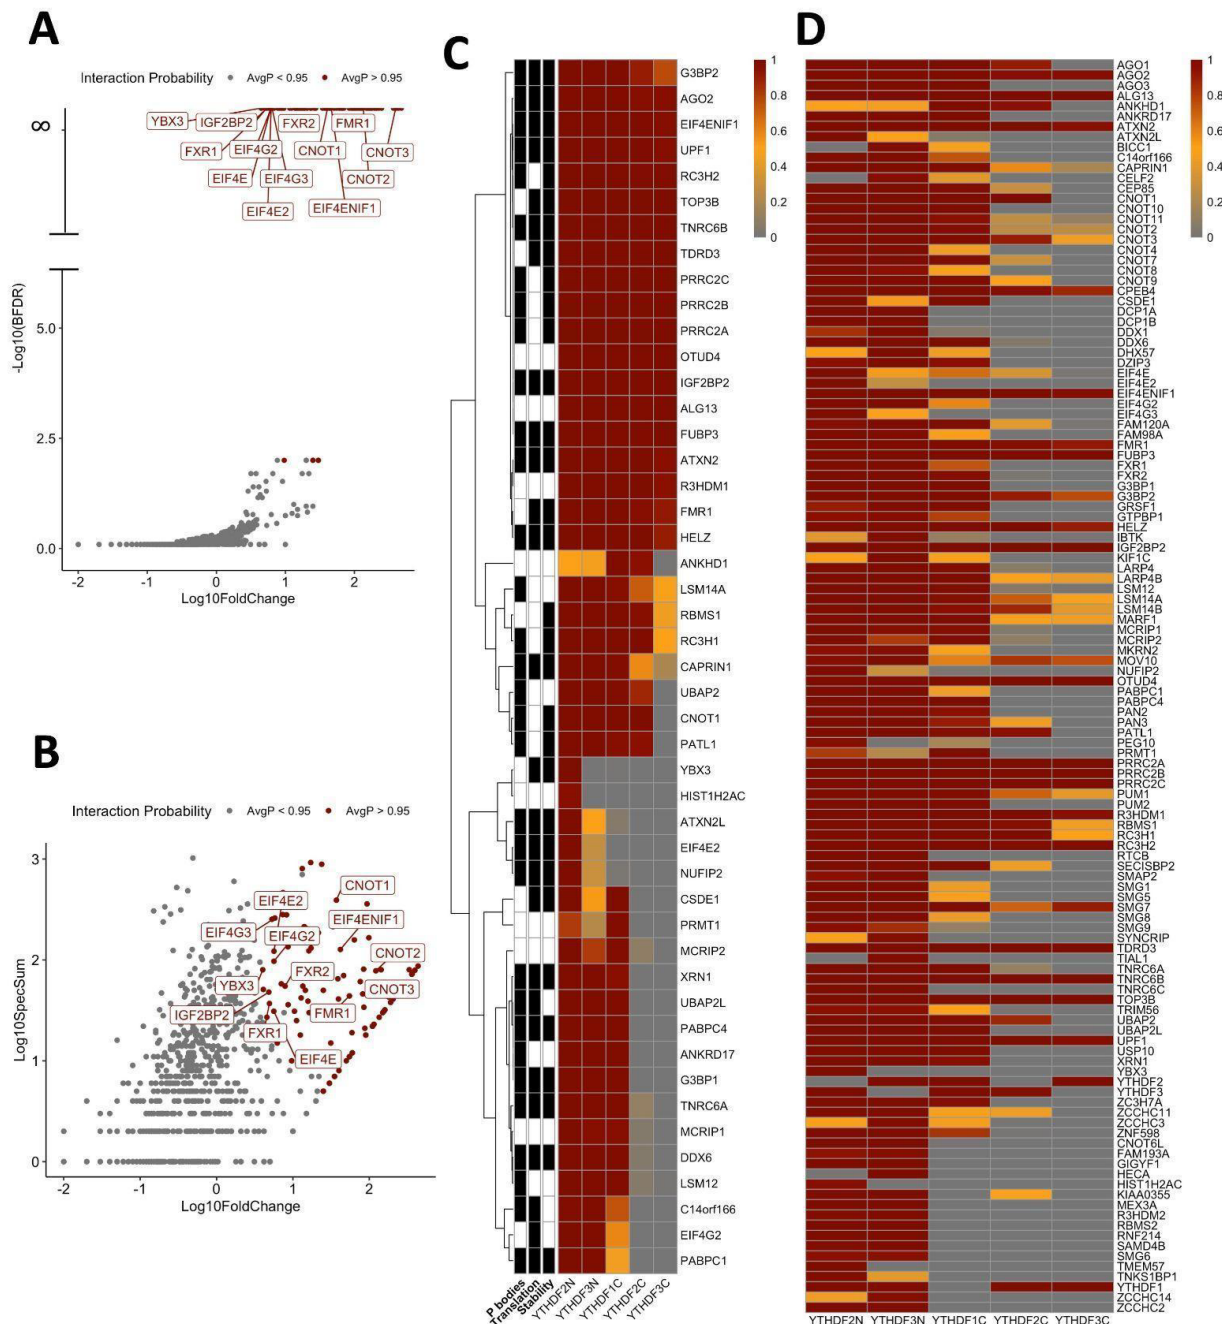 A
Interaction Probability AvgP < 0.95 AvgP > 0.95
∞
YBX3
IGF2BP2
FXR2
FMR1
FXR1
EIF4G2
CNOT1
CNOT3
EIF4E
EIF4G3
CNOT2
EIF4E2
EIF4ENIF1
-Log10(BFDR)
5.0
2.5
0.0
-2 -1 0 1 2
Log10FoldChange
B
Interaction Probability AvgP < 0.95 AvgP > 0.95
Log10SpecSum
3
2
1
0
CNOT1
EIF4E2
EIF4ENIF1
EIF4G3
EIF4G2
CNOT2
FXR2
YBX3
CNOT3
IGF2BP2
FMR1
FXR1
EIF4E
-2 -1 0 1 2
Log10FoldChange
C
G3BP2
AGO2
EIF4ENIF1
UPF1
RC3H2
TOP3B
TNRC6B
TDRD3
PRRC2C
PRRC2B
PRRC2A
OTUD4
IGF2BP2
ALG13
FUBP3
ATXN2
R3HDM1
FMR1
HELZ
ANKHD1
LSM14A
RBMS1
RC3H1
CAPRIN1
UBAP2
CNOT1
PATL1
YBX3
HIST1H2AC
ATXN2L
EIF4E2
NUFIP2
CSDE1
PRMT1
MCRIP2
XRN1
UBAP2L
PABPC4
ANKRD17
G3BP1
TNRC6A
MCRIP1
DDX6
LSM12
C14orf166
EIF4G2
PABPC1
P bodies
Translation
Stability
YTHDF2N
YTHDF3N
YTHDF1C
YTHDF2C
YTHDF3C
1
0.8
0.6
0.4
0.2
0
D
AGO1
AGO2
AGO3
ALG13
ANKHD1
ANKRD17
ATXN2
ATXN2L
BICC1
C14orf166
CAPRIN1
CELF2
CEP85
CNOT1
CNOT10
CNOT11
CNOT2
CNOT3
CNOT4
CNOT7
CNOT8
CNOT9
CPEB4
CSDE1
DCP1A
DCP1B
DDX1
DDX6
DHX57
DZIP3
EIF4E
EIF4E2
EIF4ENIF1
EIF4G2
EIF4G3
FAM120A
FAM98A
FMR1
FUBP3
FXR1
FXR2
G3BP1
G3BP2
GRSF1
GTPBP1
HELZ
IBTK
IGF2BP2
KIF1C
LARP4
LARP4B
LSM12
LSM14A
LSM14B
MARF1
MCRIP1
MCRIP2
MKRN2
MOV10
NUFIP2
OTUD4
PABPC1
PABPC4
PAN2
PAN3
PATL1
PEG10
PRMT1
PRRC2A
PRRC2B
PRRC2C
PUM1
PUM2
R3HDM1
RBMS1
RC3H1
RC3H2
RTCB
SECISBP2
SMAP2
SMG1
SMG5
SMG7
SMG8
SMG9
SYNCRIP
TDRD3
TIAL1
TNRC6A
TNRC6B
TNRC6C
TOP3B
TRIM56
UBAP2
UBAP2L
UPF1
USP10
XRN1
YBX3
YTHDF2
YTHDF3
ZC3H7A
ZCCHC11
ZCCHC3
ZNF598
CNOT6L
FAM193A
GIGYF1
HECA
HIST1H2AC
KIAA0355
MEX3A
R3HDM2
RBMS2
RNF214
SAMD4B
SMG6
TMEM57
TNKS1BP1
YTHDF1
ZCCHC14
ZCCHC2
YTHDF2N YTHDF3N YTHDF1C YTHDF2C YTHDF3C
1
0.8
0.6
0.4
0.2
0